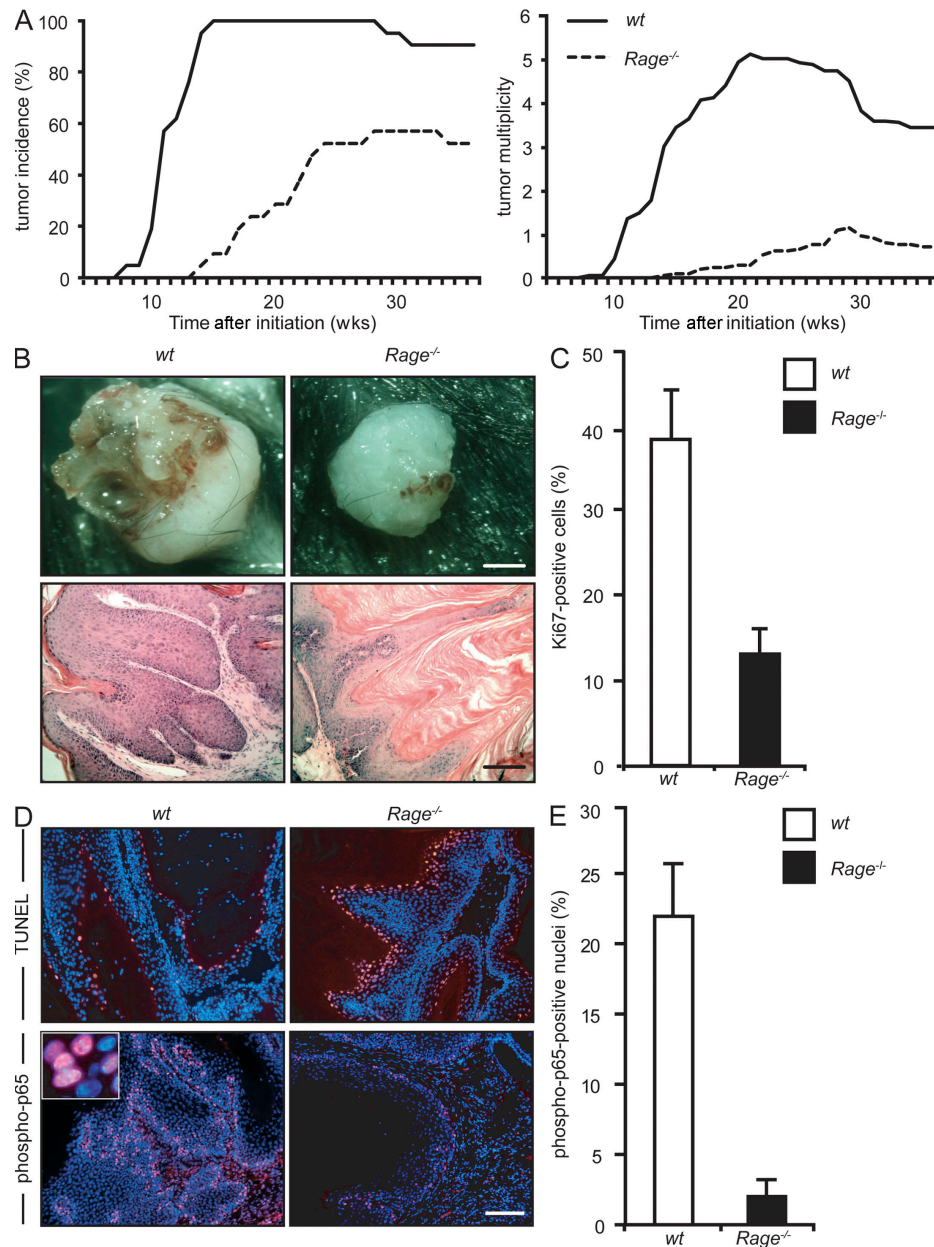 A
tumor incidence (%)
100
80
60
40
20
0
10 20 30
Time after initiation (wks)
tumor multiplicity
6
5
4
3
2
1
0
10 20 30
Time after initiation (wks)
wt
Rage-/-
B
wt Rage-/-
C
Ki67-positive cells (%)
50
40
30
20
10
0
wt Rage-/-
wt
Rage-/-
D
wt Rage-/-
TUNEL
phospho-p65
E
phospho-p65-positive nuclei (%)
30
25
20
15
10
5
0
wt Rage-/-
wt
Rage-/-